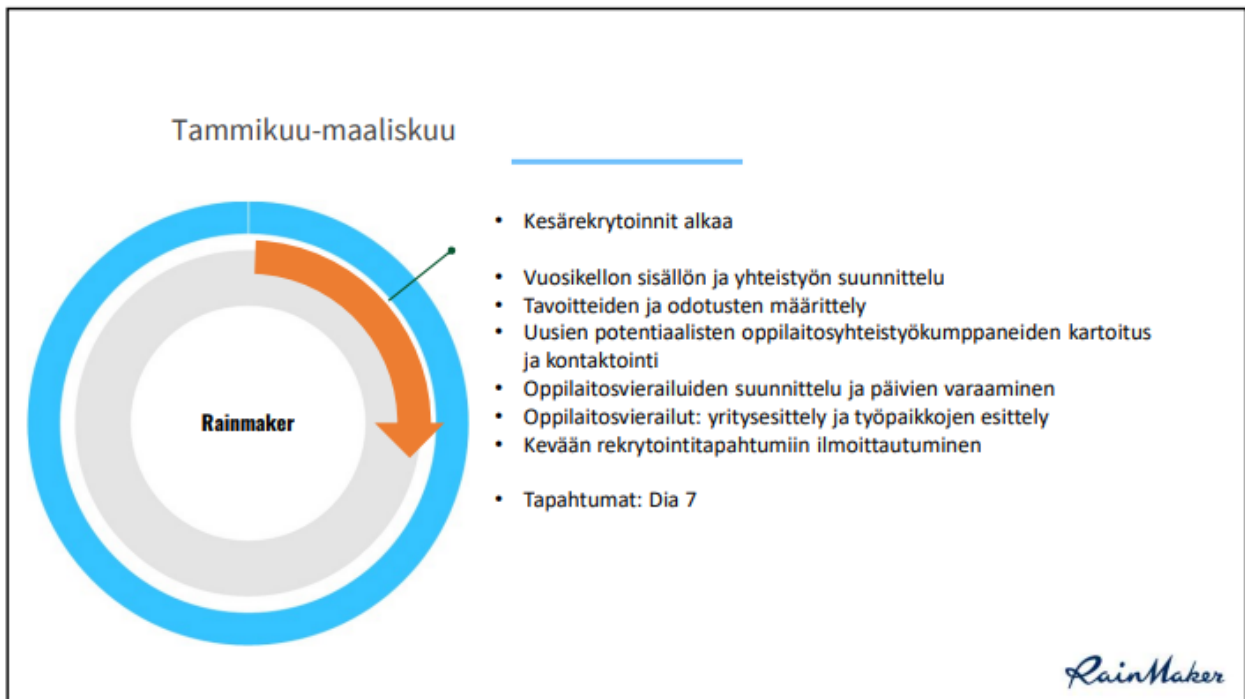 Tammikuu-maaliskuu
• Kesärekrytoinnit alkaa
• Vuosikellon sisällön ja yhteistyön suunnittelu
• Tavoitteiden ja odotusten määrittely
• Uusien potentiaalisten oppilaitosyhteistyökumppaneiden kartoitus
ja kontaktointi
• Oppilaitosvierailuiden suunnittelu ja päivien varaaminen
• Oppilaitosvierailut: yritysesittely ja työpaikkojen esittely
• Kevään rekrytointitapahtumiin ilmoittautuminen
• Tapahtumat: Dia 7
Rainmaker
RainMaker